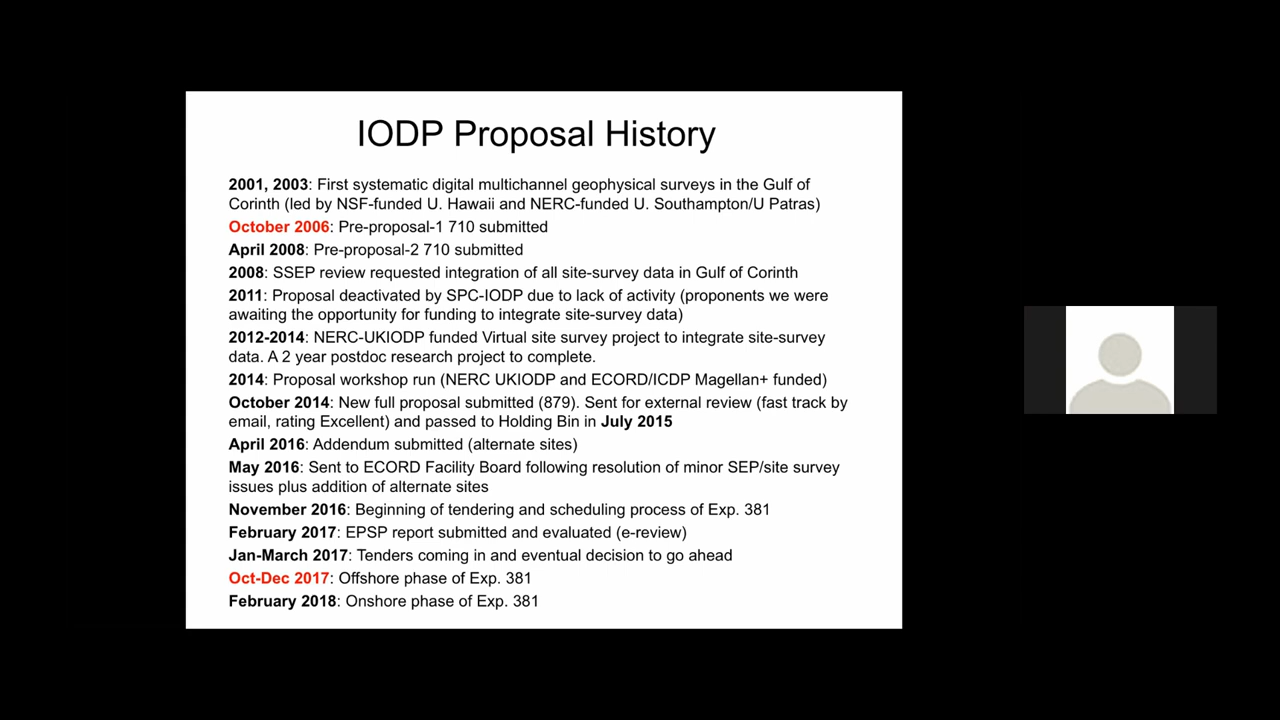 IODP Proposal History
2001, 2003: First systematic digital multichannel geophysical surveys in the Gulf of
Corinth (led by NSF-funded U. Hawaii and NERC-funded U. Southampton/U Patras)
October 2006: Pre-proposal-1 710 submitted
April 2008: Pre-proposal-2 710 submitted
2008: SSEP review requested integration of all site-survey data in Gulf of Corinth
2011: Proposal deactivated by SPC-IODP due to lack of activity (proponents we were
awaiting the opportunity for funding to integrate site-survey data)
2012-2014: NERC-UKIODP funded Virtual site survey project to integrate site-survey
data. A 2 year postdoc research project to complete.
2014: Proposal workshop run (NERC UKIODP and ECORD/ICDP Magellan+ funded)
October 2014: New full proposal submitted (879). Sent for external review (fast track by
email, rating Excellent) and passed to Holding Bin in July 2015
April 2016: Addendum submitted (alternate sites)
May 2016: Sent to ECORD Facility Board following resolution of minor SEP/site survey
issues plus addition of alternate sites
November 2016: Beginning of tendering and scheduling process of Exp. 381
February 2017: EPSP report submitted and evaluated (e-review)
Jan-March 2017: Tenders coming in and eventual decision to go ahead
Oct-Dec 2017: Offshore phase of Exp. 381
February 2018: Onshore phase of Exp. 381